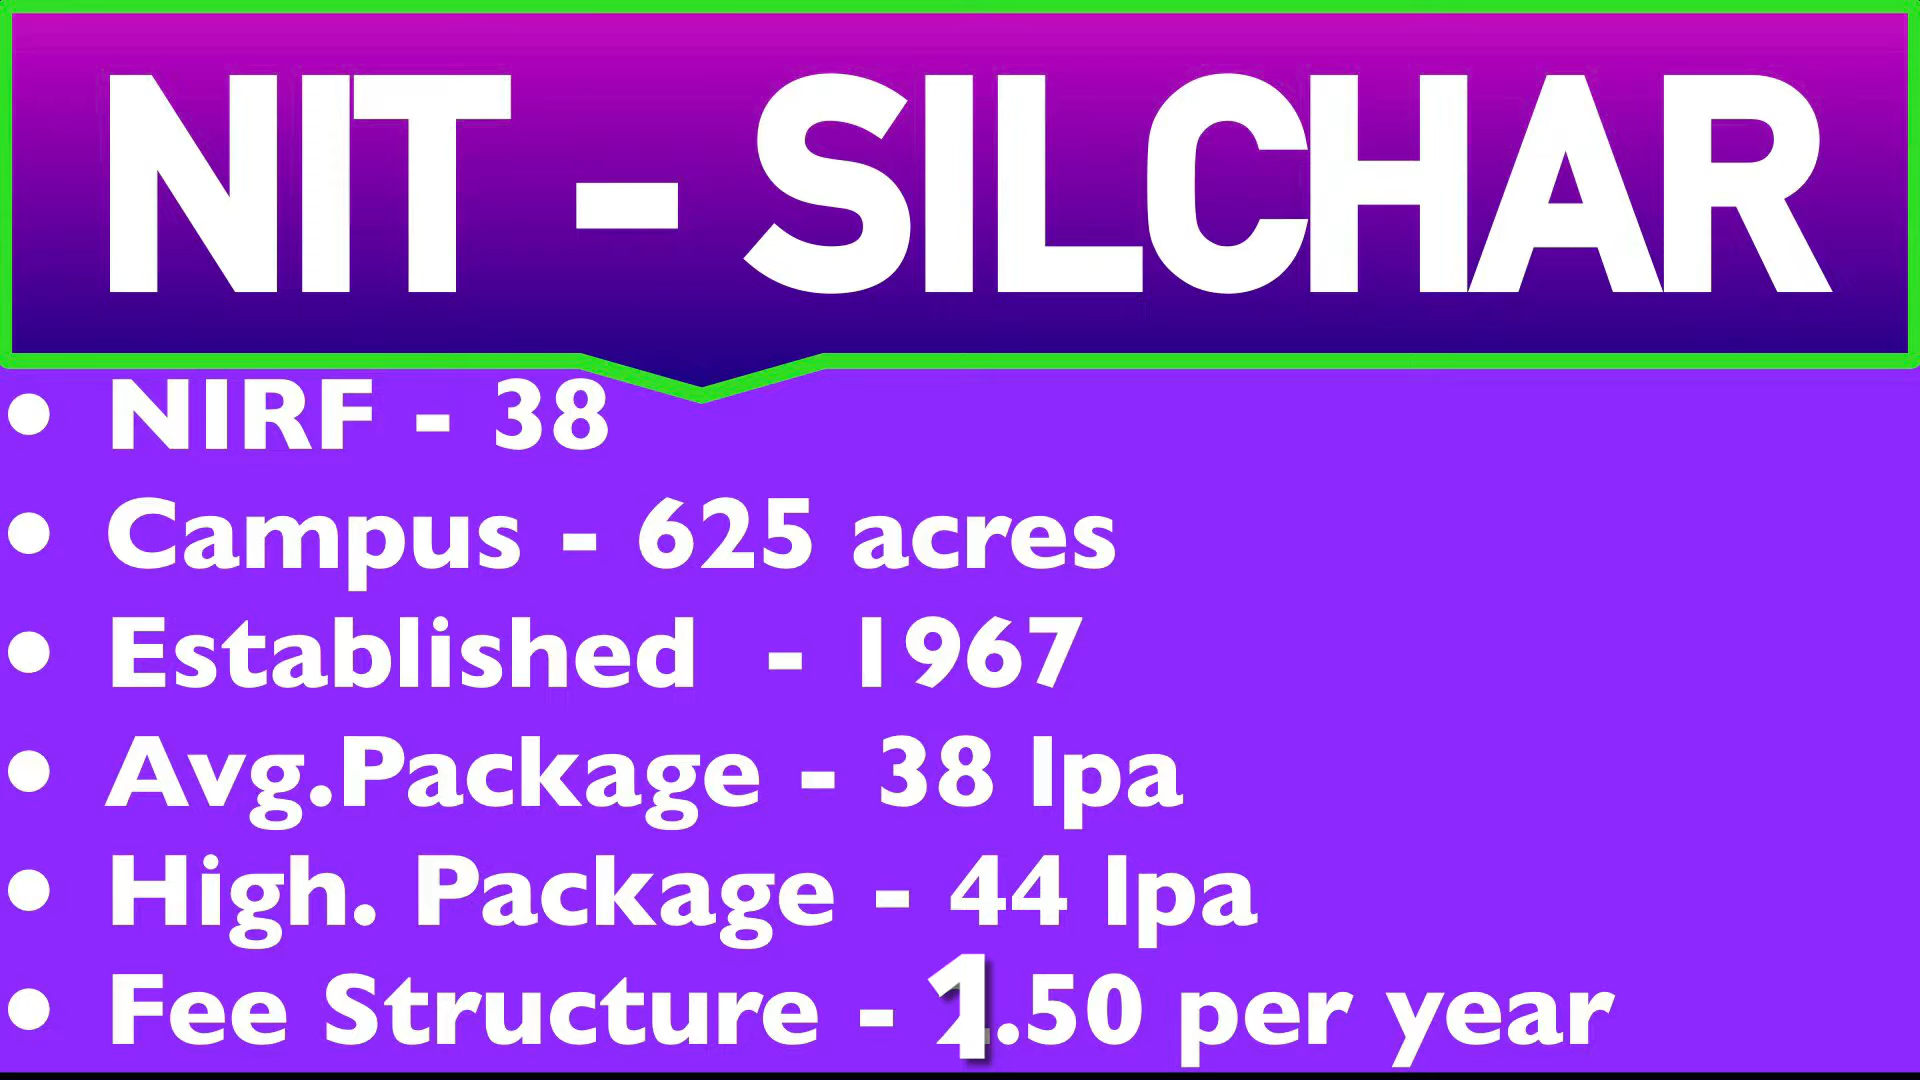 NIT - SILCHAR
• NIRF - 38
• Campus - 625 acres
• Established - 1967
• Avg.Package - 38 lpa
• High. Package - 44 lpa
• Fee Structure - 1.50 per year